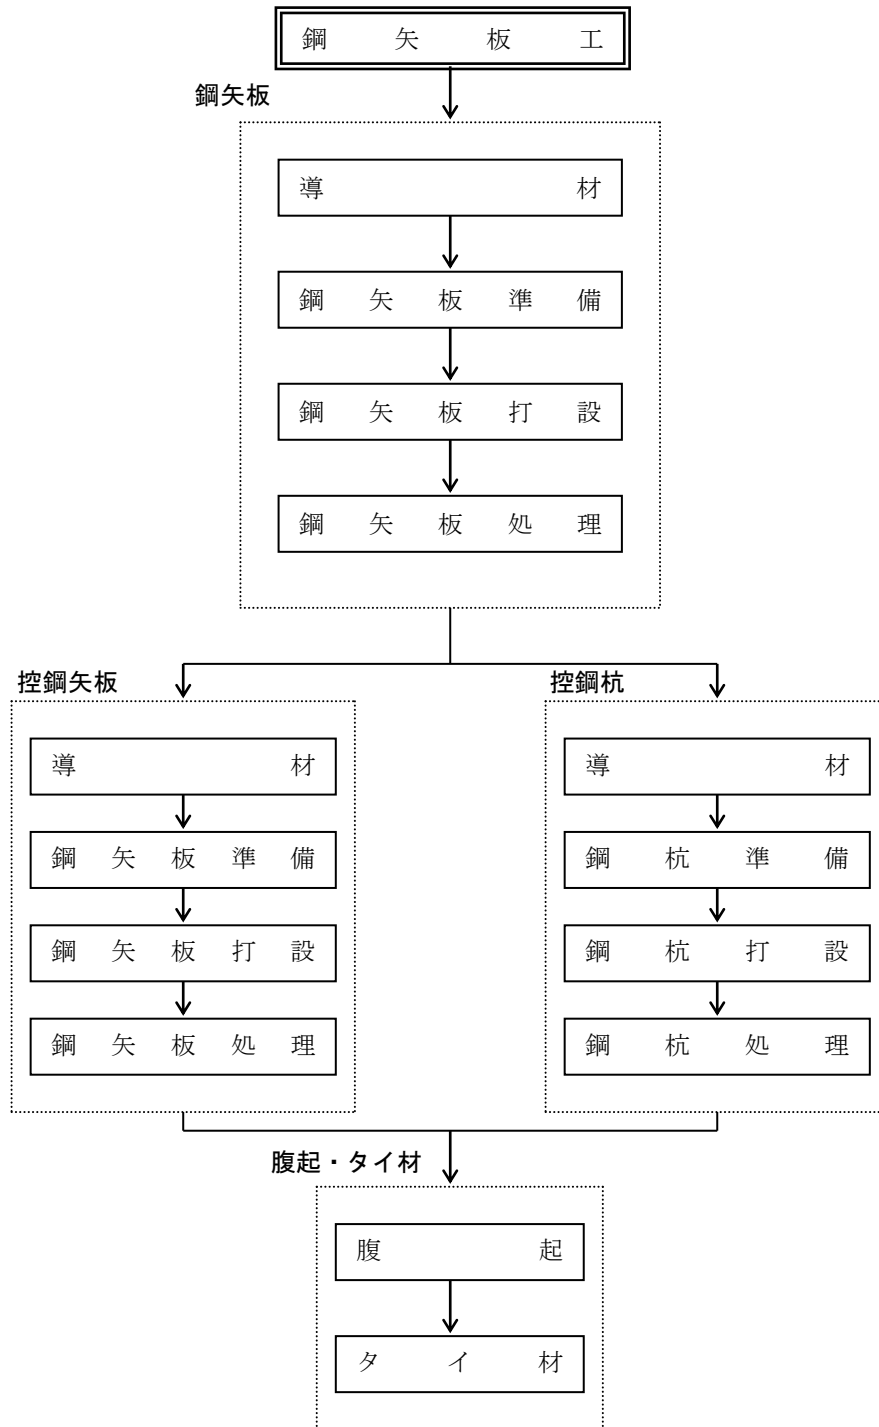 鋼矢板工
鋼矢板
導材
鋼矢板準備
鋼矢板打設
鋼矢板処理
控鋼矢板
導材
鋼矢板準備
鋼矢板打設
鋼矢板処理
控鋼杭
導材
鋼杭準備
鋼杭打設
鋼杭処理
腹起・タイ材
腹起
タイ材